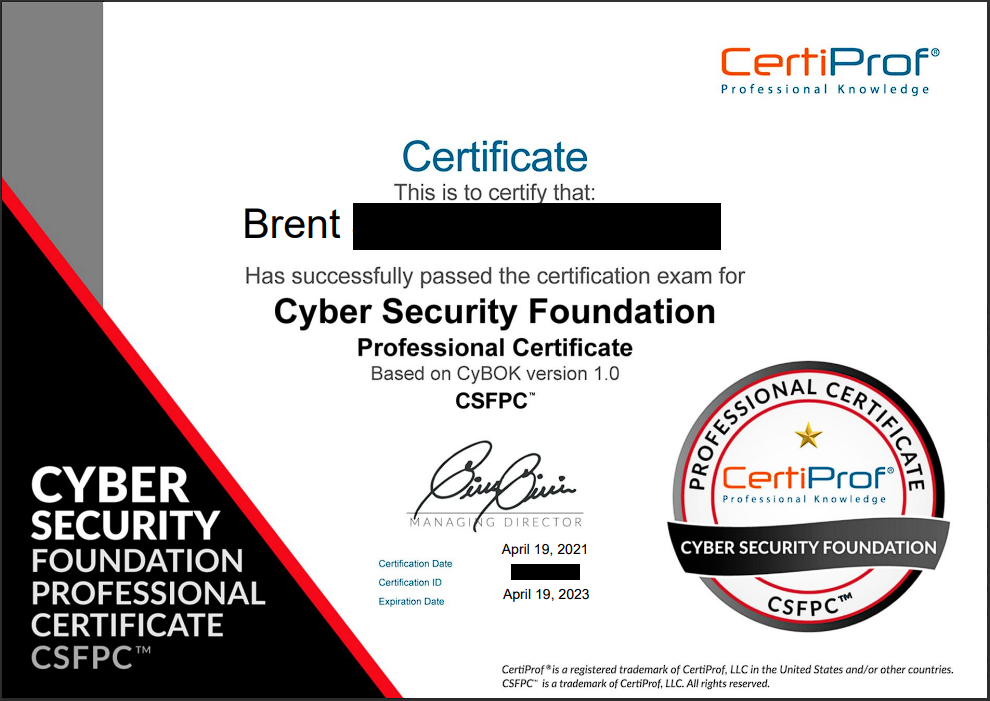 CertiProf®
Professional Knowledge
Certificate
This is to certify that:
Brent
Has successfully passed the certification exam for
Cyber Security Foundation
Professional Certificate
Based on CyBOK version 1.0
CSFPC™
MANAGING DIRECTOR
Certification Date April 19, 2021
Certification ID
Expiration Date April 19, 2023
CYBER
SECURITY
FOUNDATION
PROFESSIONAL
CERTIFICATE
CSFPC™
PROFESSIONAL CERTIFICATE
CertiProf®
Professional Knowledge
CYBER SECURITY FOUNDATION
CSFPC™
CertiProf® is a registered trademark of CertiProf, LLC in the United States and/or other countries.
CSFPC™ is a trademark of CertiProf, LLC. All rights reserved.